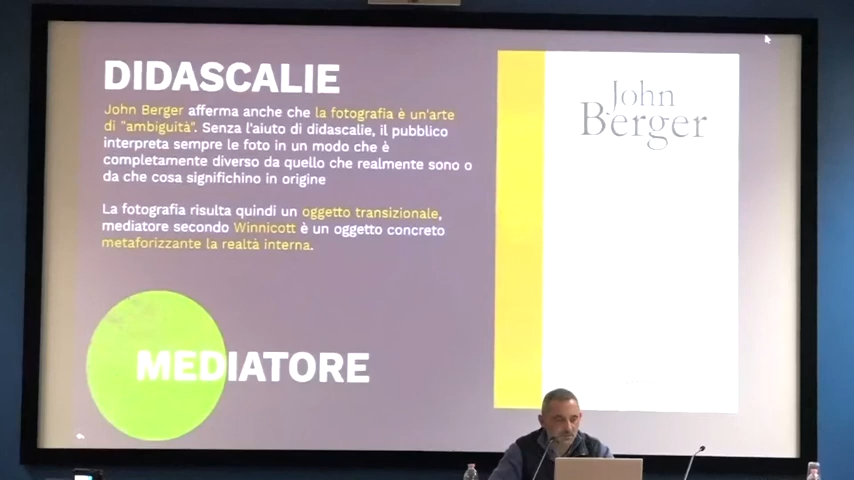 DIDASCALIE
John Berger afferma anche che la fotografia è un'arte
di "ambiguità". Senza l'aiuto di didascalie, il pubblico
interpreta sempre le foto in un modo che è
completamente diverso da quello che realmente sono o
da che cosa significhino in origine
La fotografia risulta quindi un oggetto transizionale,
mediatore secondo Winnicott è un oggetto concreto
metaforizzante la realtà interna.
MEDIATORE
John
Berger